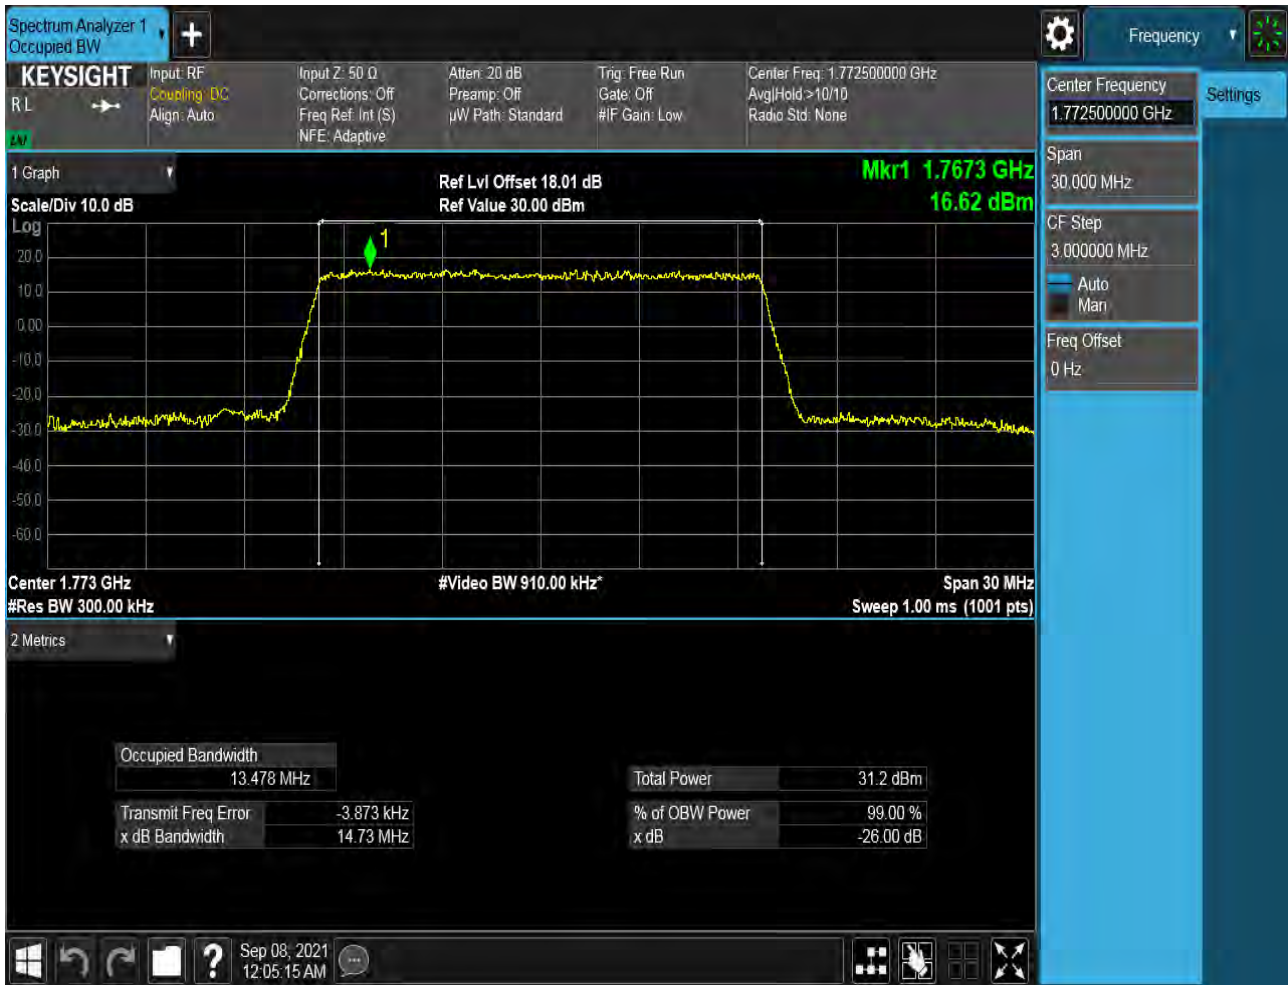 Spectrum Analyzer 1
Occupied BW
Frequency
KEYSIGHT
R L
Input: RF
Coupling: DC
Align: Auto
Input Z: 50 Ω
Corrections: Off
Freq Ref: Int (S)
NFE: Adaptive
Atten: 20 dB
Preamp: Off
µW Path: Standard
Trig: Free Run
Gate: Off
#IF Gain: Low
Center Freq: 1.772500000 GHz
Avg|Hold:>10/10
Radio Std: None
Center Frequency
1.772500000 GHz
Settings
Span
30.000 MHz
CF Step
3.000000 MHz
Auto
Man
Freq Offset
0 Hz
1 Graph
Scale/Div 10.0 dB
Ref Lvl Offset 18.01 dB
Ref Value 30.00 dBm
Mkr1 1.7673 GHz
16.62 dBm
Log
1
20.0
10.0
0.00
-10.0
-20.0
-30.0
-40.0
-50.0
-60.0
Center 1.773 GHz
#Res BW 300.00 kHz
#Video BW 910.00 kHz*
Span 30 MHz
Sweep 1.00 ms (1001 pts)
2 Metrics
Occupied Bandwidth
13.478 MHz
Transmit Freq Error -3.873 kHz
x dB Bandwidth 14.73 MHz
Total Power 31.2 dBm
% of OBW Power 99.00 %
x dB -26.00 dB
?
Sep 08, 2021
12:05:15 AM